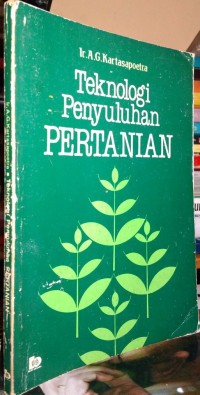 Ir. A.G. Kartasapoetra
Teknologi
Penyuluhan
PERTANIAN